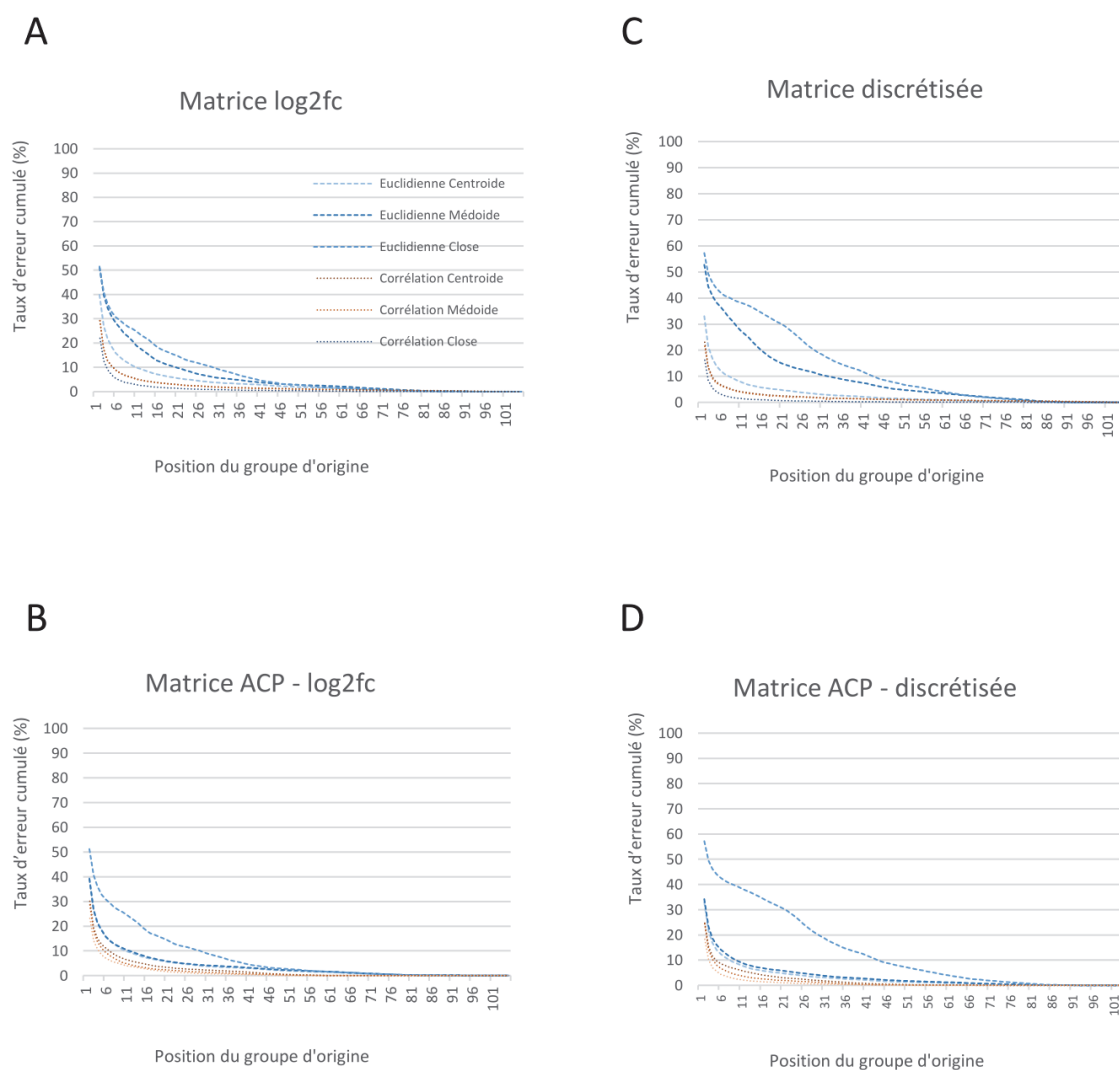 A
Matrice log2fc
Taux d'erreur cumulé (%)
100
90
80
70
60
50
40
30
20
10
0
Euclidienne Centroide
Euclidienne Médoide
Euclidienne Close
Corrélation Centroide
Corrélation Médoide
Corrélation Close
1 6 11 16 21 26 31 36 41 46 51 56 61 66 71 76 81 86 91 96 101
Position du groupe d'origine
C
Matrice discrétisée
Taux d'erreur cumulé (%)
100
90
80
70
60
50
40
30
20
10
0
1 6 11 16 21 26 31 36 41 46 51 56 61 66 71 76 81 86 91 96 101
Position du groupe d'origine
B
Matrice ACP - log2fc
Taux d'erreur cumulé (%)
100
90
80
70
60
50
40
30
20
10
0
1 6 11 16 21 26 31 36 41 46 51 56 61 66 71 76 81 86 91 96 101
Position du groupe d'origine
D
Matrice ACP - discrétisée
Taux d'erreur cumulé (%)
100
90
80
70
60
50
40
30
20
10
0
1 6 11 16 21 26 31 36 41 46 51 56 61 66 71 76 81 86 91 96 101
Position du groupe d'origine